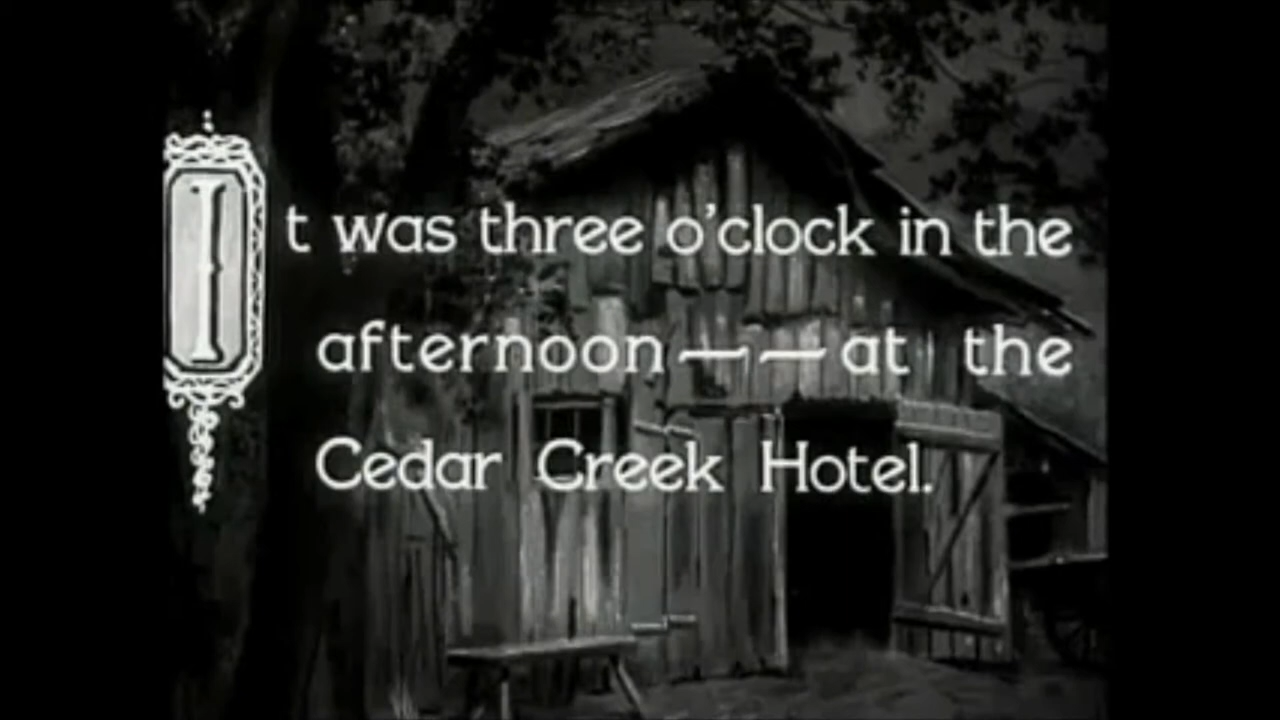 It was three o'clock in the
afternoon——at the
Cedar Creek Hotel.